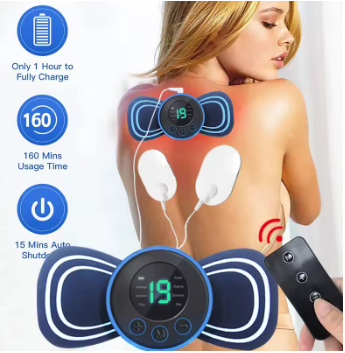 Only 1 Hour to
Fully Charge
19
160
160 Mins
Usage Time
15 Mins Auto
Shutdo
19
M